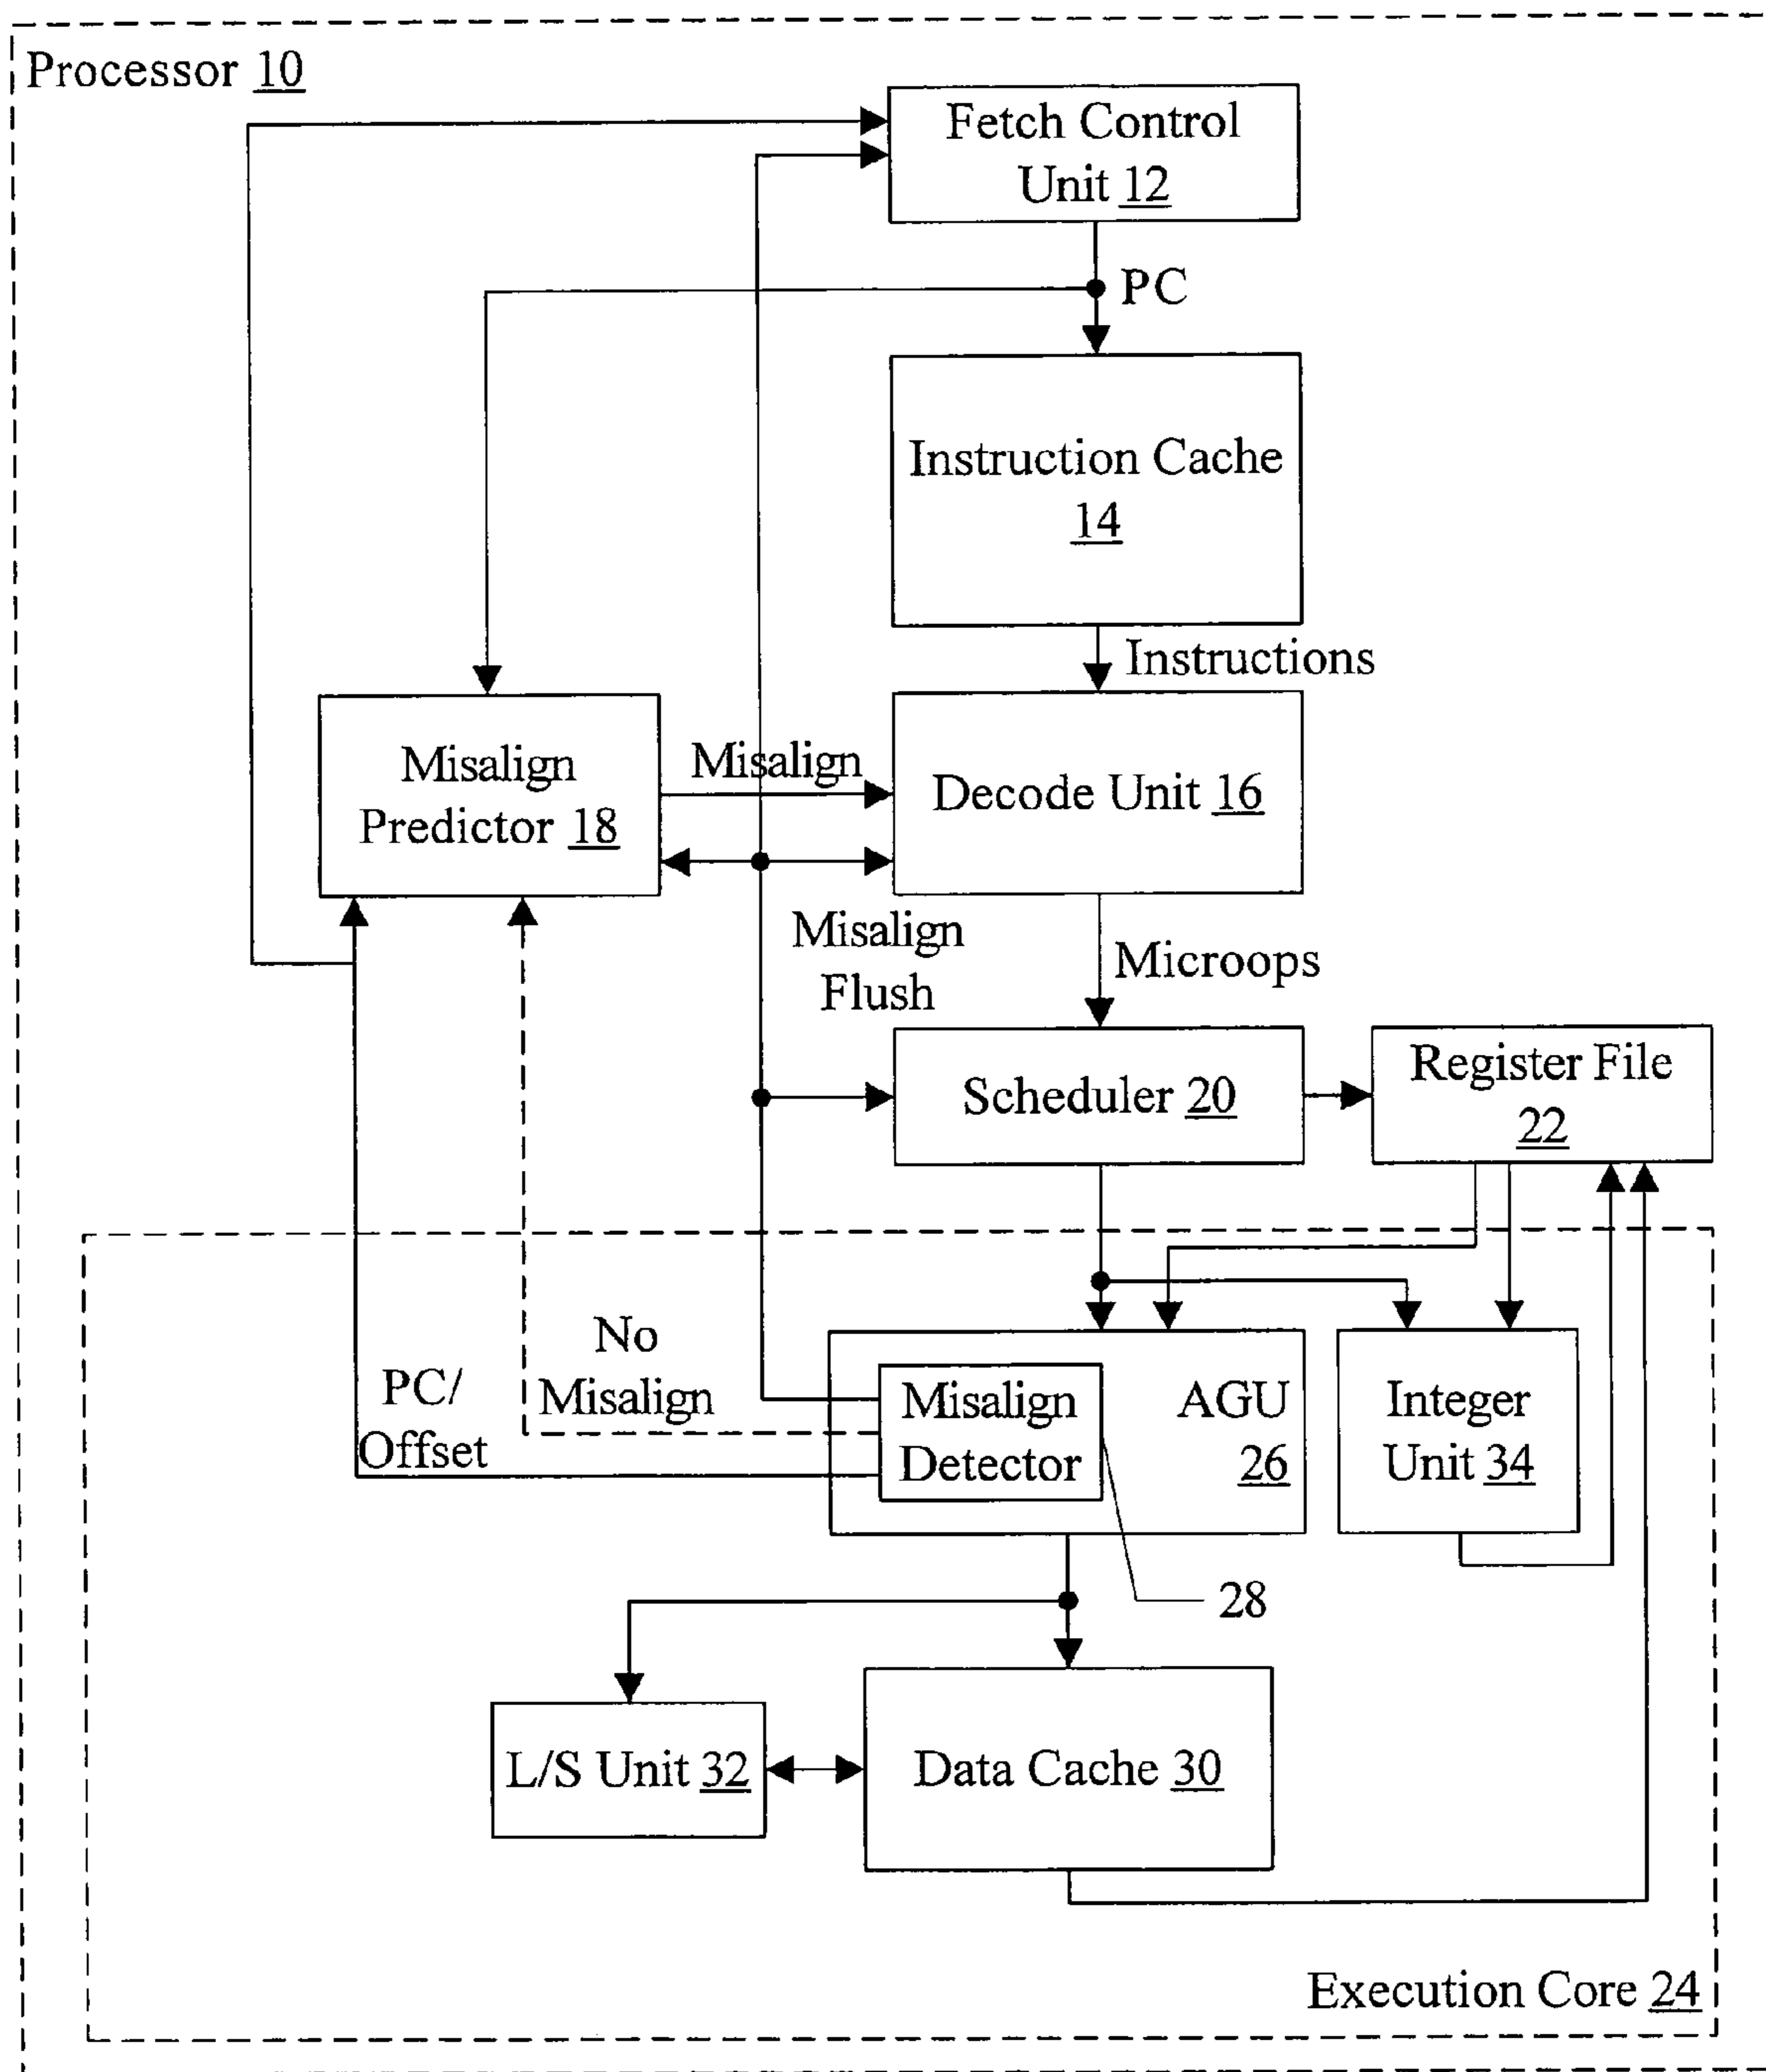 Processor 10
Fetch Control
Unit 12
PC
Instruction Cache
14
Instructions
Misalign
Predictor 18
Misalign
Decode Unit 16
Misalign
Flush
Microops
Scheduler 20
Register File
22
No
Misalign
PC/
Offset
Misalign
Detector
AGU
26
Integer
Unit 34
28
L/S Unit 32
Data Cache 30
Execution Core 24